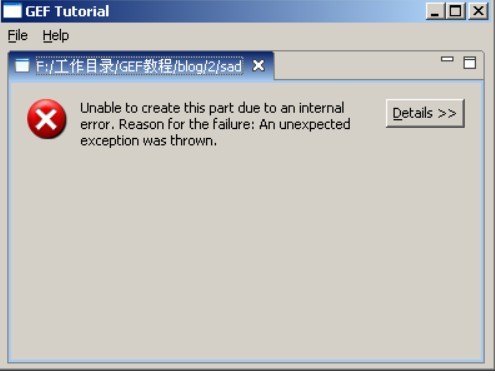 GEF Tutorial
File Help
F:/工作目录/GEF教程/blog/2/sad
Unable to create this part due to an internal
error. Reason for the failure: An unexpected
exception was thrown.
Details >>